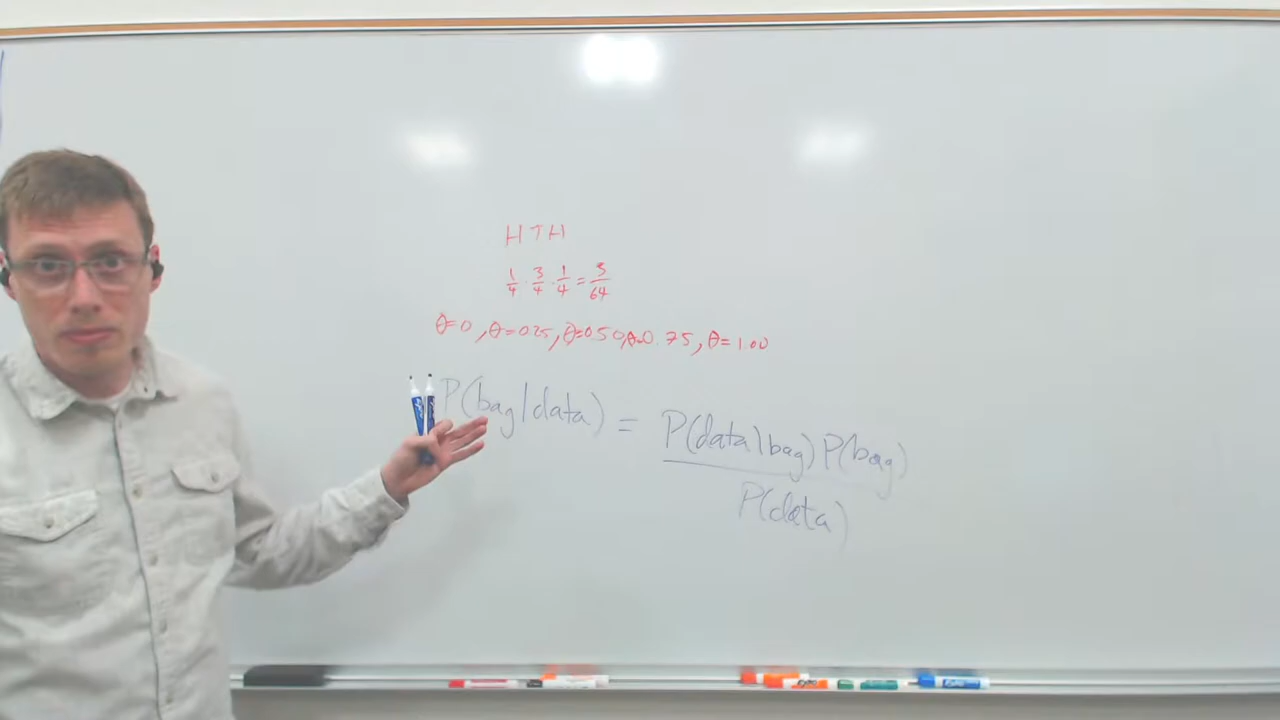 H T H
1/4 · 3/4 · 1/4 = 3/64
θ=0, θ=0.25, θ=0.50, θ=0.75, θ=1.00
P(bag|data) = P(data|bag)P(bag)
P(data)